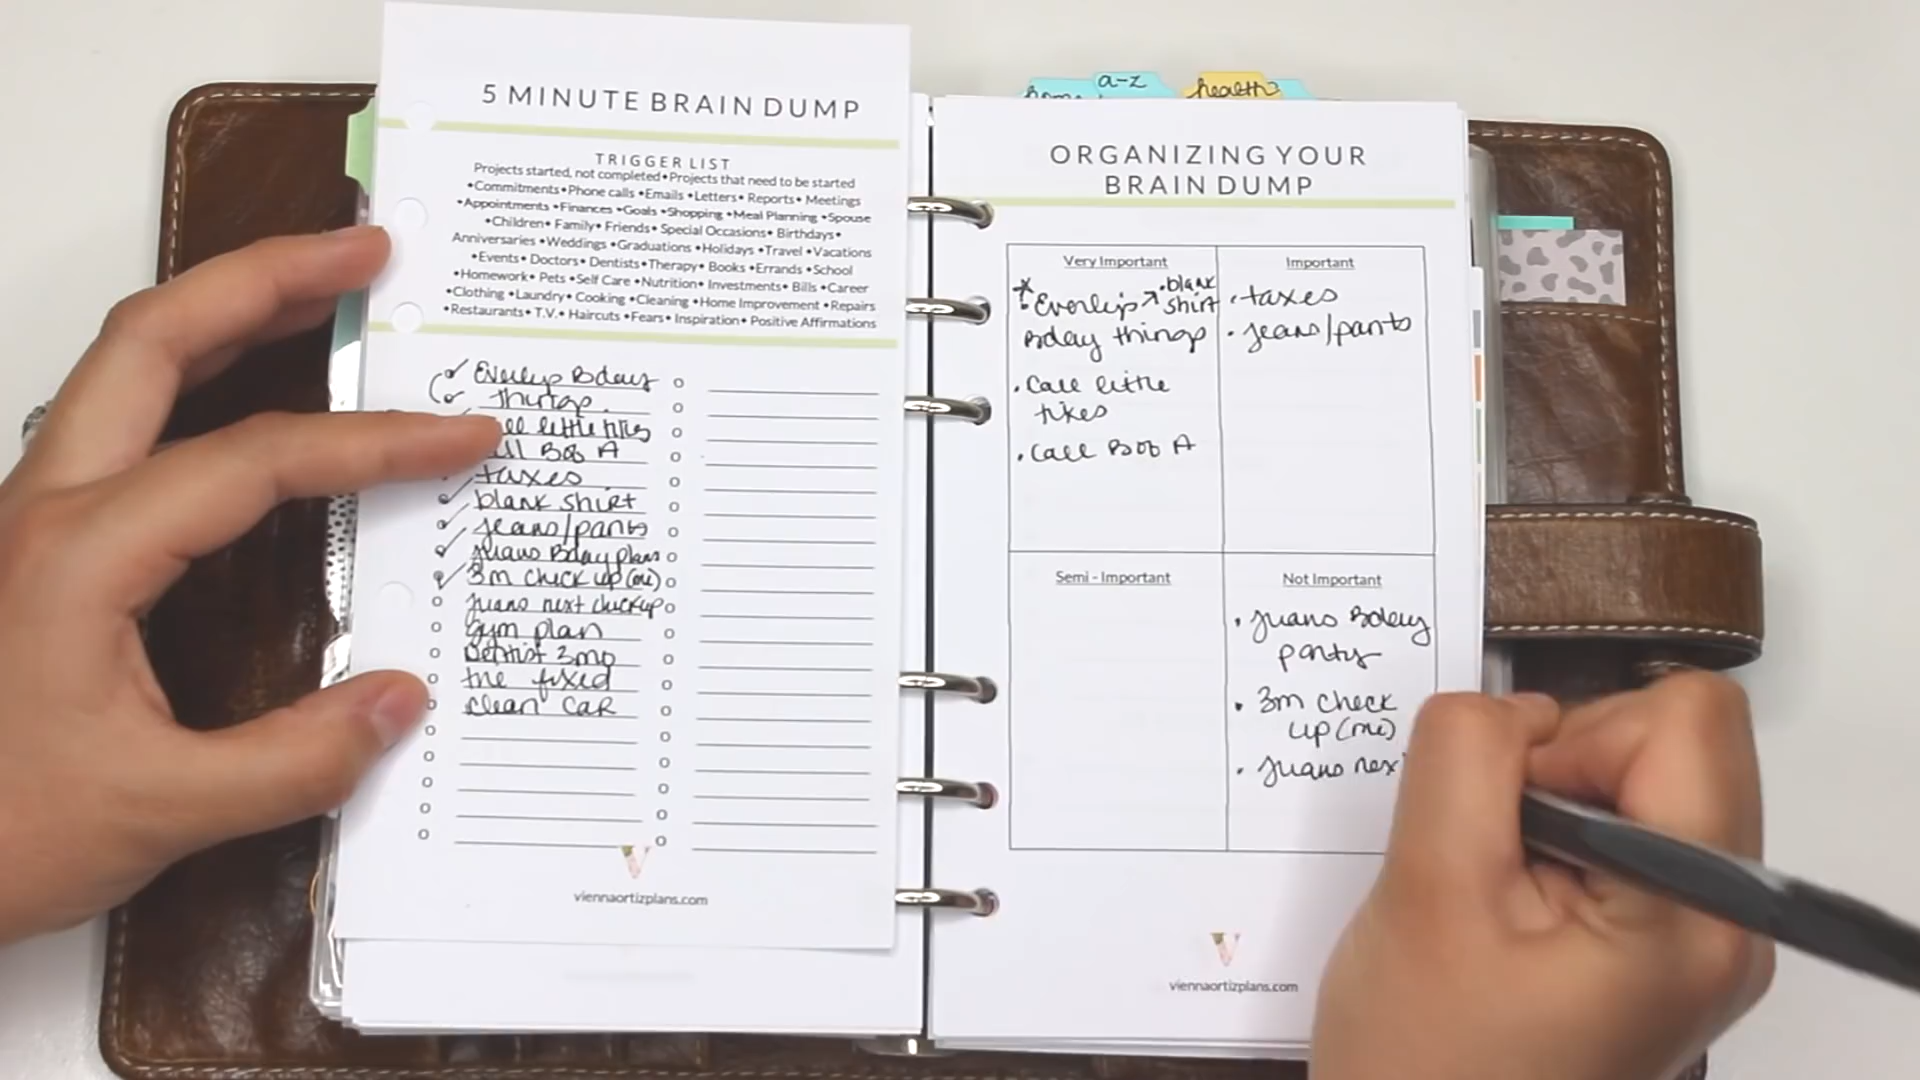 5 MINUTE BRAIN DUMP
TRIGGER LIST
Projects started, not completed•Projects that need to be started
•Commitments•Phone calls •Emails •Letters• Reports• Meetings
•Appointments •Finances •Goals •Shopping •Meal Planning •Spouse
•Children• Family• Friends• Special Occasions• Birthdays•
Anniversaries •Weddings •Graduations •Holidays •Travel •Vacations
•Events• Doctors• Dentists•Therapy• Books •Errands •School
•Homework• Pets •Self Care •Nutrition• Investments• Bills •Career
•Clothing •Laundry• Cooking •Cleaning •Home Improvement •Repairs
•Restaurants• T.V.• Haircuts •Fears• Inspiration• Positive Affirmations
Bday
things
little tikes
Bob A
taxes
blank shirt
jeans/pants
Juans Bday plans
3m check up (me)
Juans next checkup
gym plan
Dentist 3mo
fixed
clean car
viennaortizplans.com
a-z
health
ORGANIZING YOUR
BRAIN DUMP
Very Important
blank
shirt
Bday things
• Call little
tikes
• Call Bob A
Important
• taxes
• jeans/pants
Semi - Important
Not Important
• Juans Bday
party
• 3m check
up (me)
• Juans nex
viennaortizplans.com